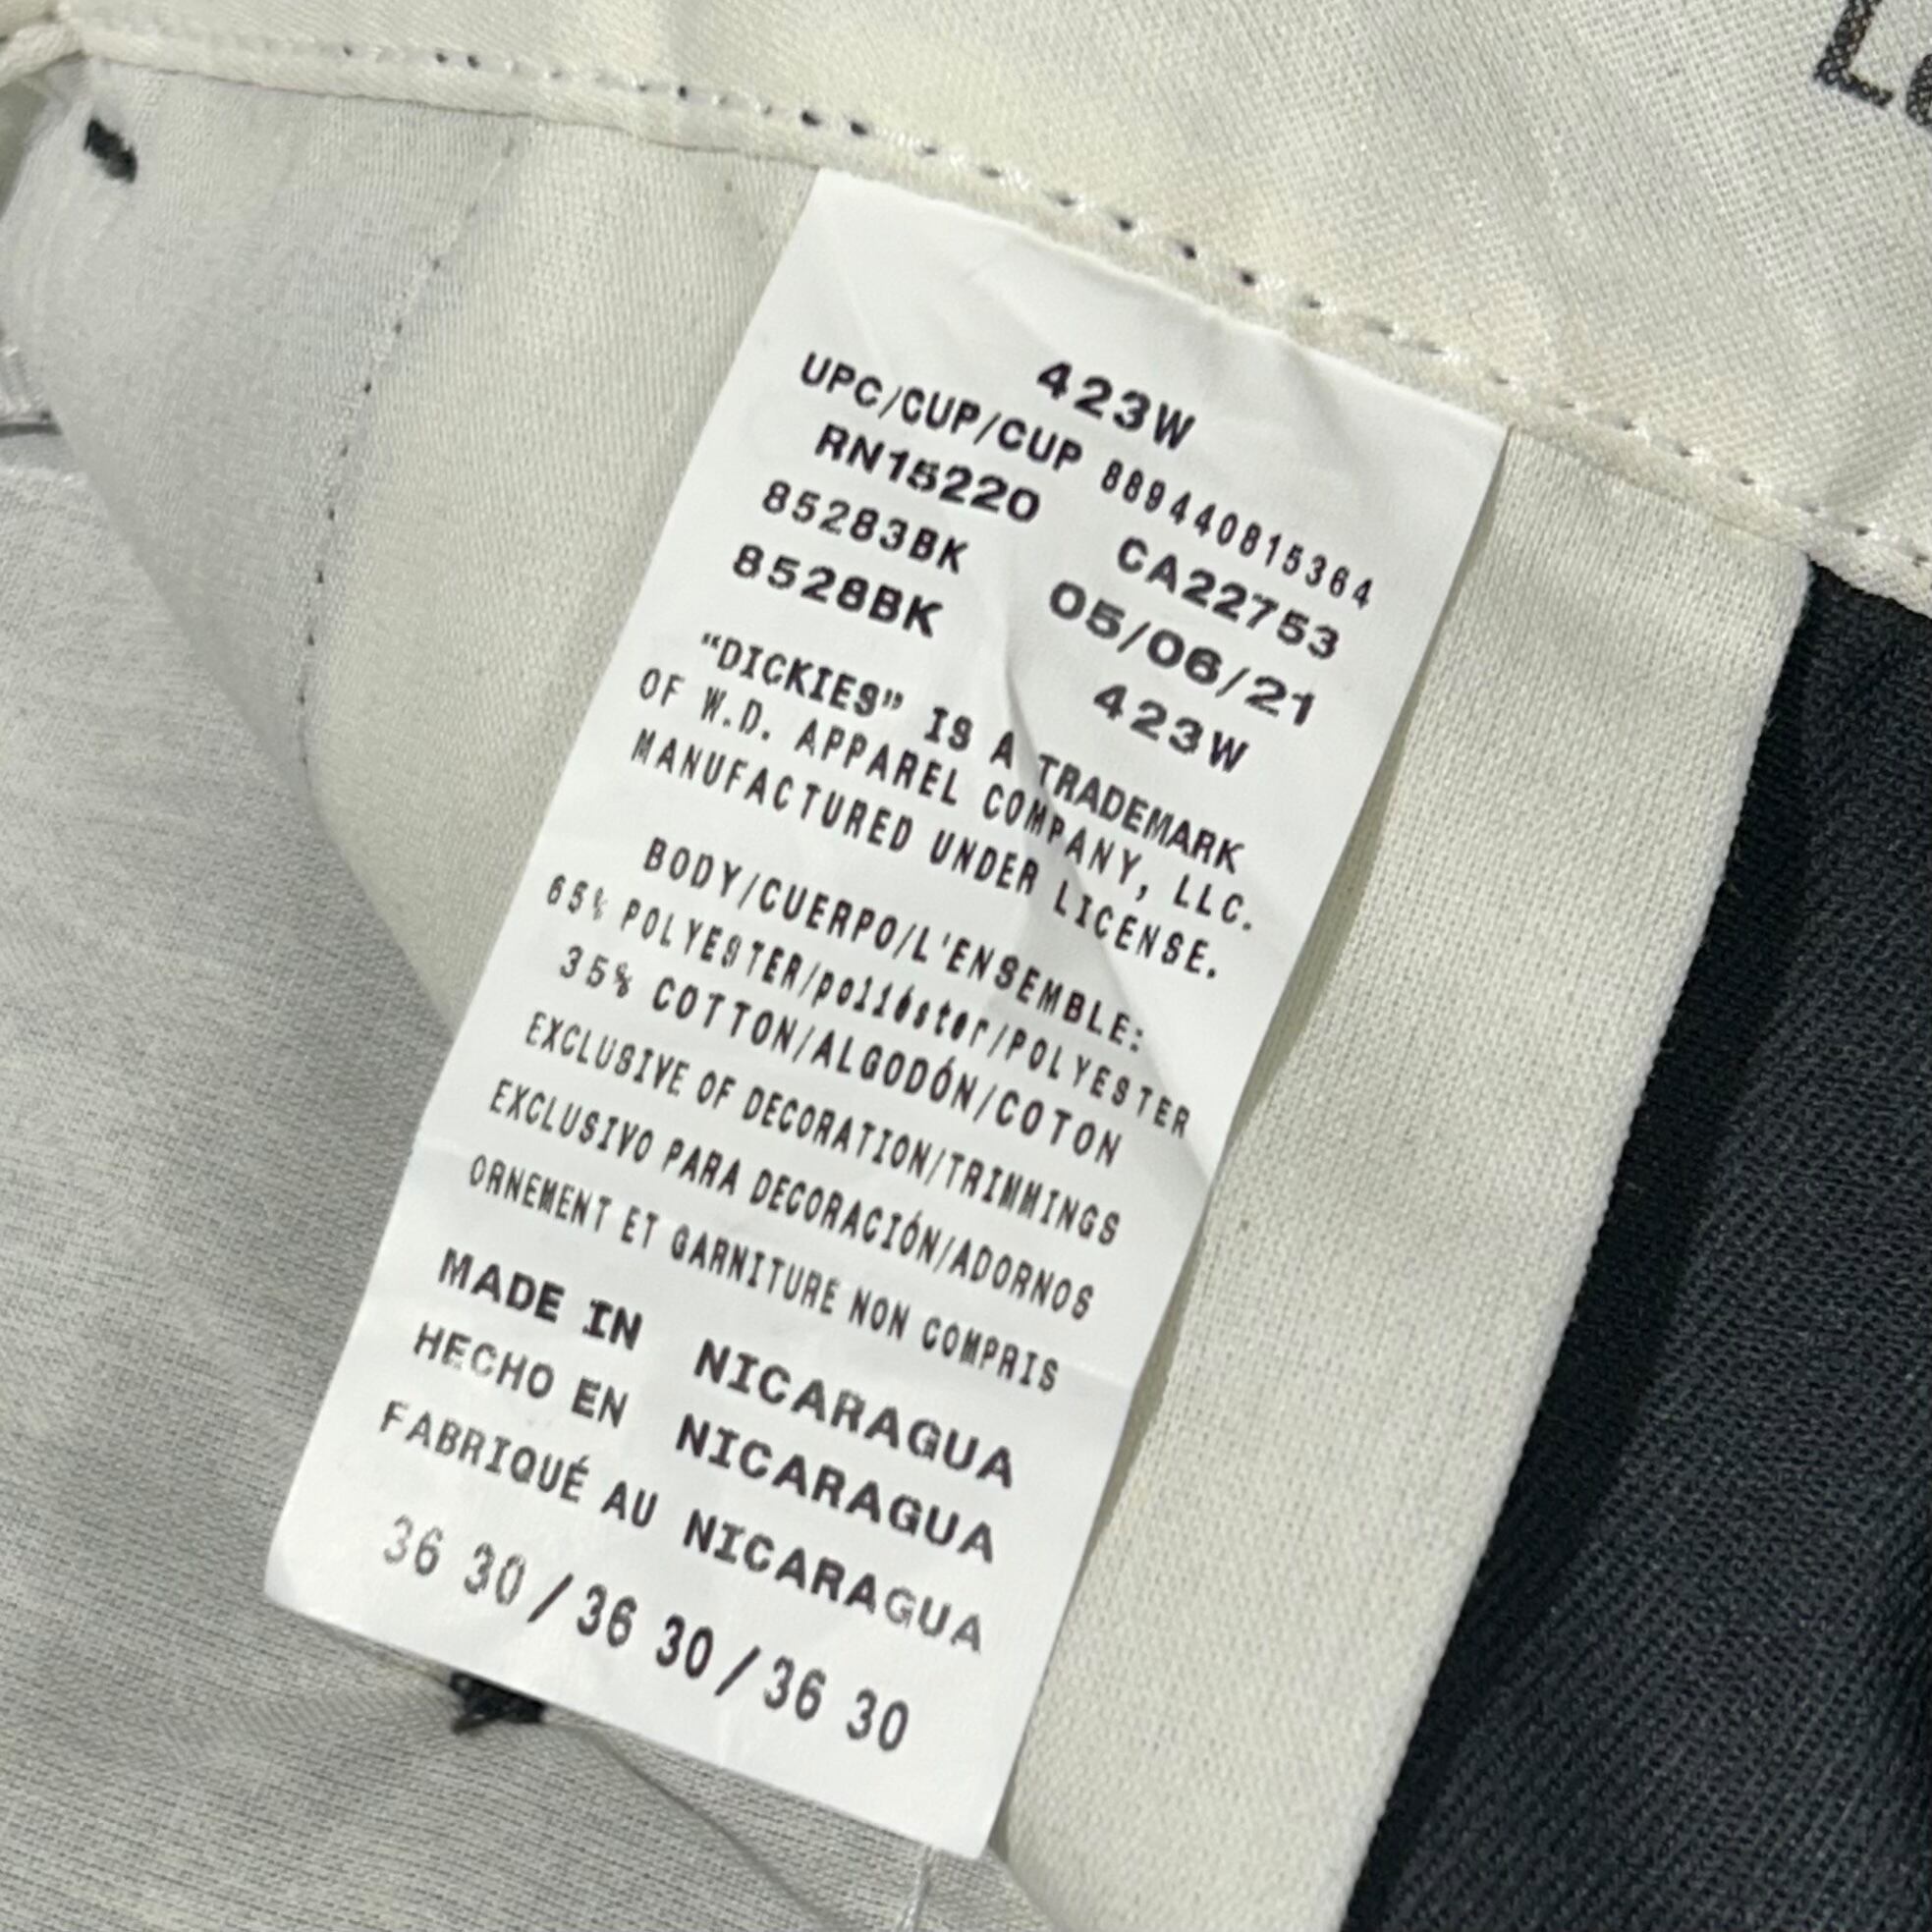 423W
UPC/CUP/CUP 889440815364
RN15220 CA22753
85283BK 05/06/21
8528BK 423W
"DICKIES" IS A TRADEMARK
OF W.D. APPAREL COMPANY, LLC.
MANUFACTURED UNDER LICENSE.
BODY/CUERPO/L'ENSEMBLE:
65% POLYESTER/poliéster/POLYESTER
35% COTTON/ALGODÓN/COTON
EXCLUSIVE OF DECORATION/TRIMMINGS
EXCLUSIVO PARA DECORACIÓN/ADORNOS
ORNEMENT ET GARNITURE NON COMPRIS
MADE IN NICARAGUA
HECHO EN NICARAGUA
FABRIQUÉ AU NICARAGUA
36 30/36 30/36 30